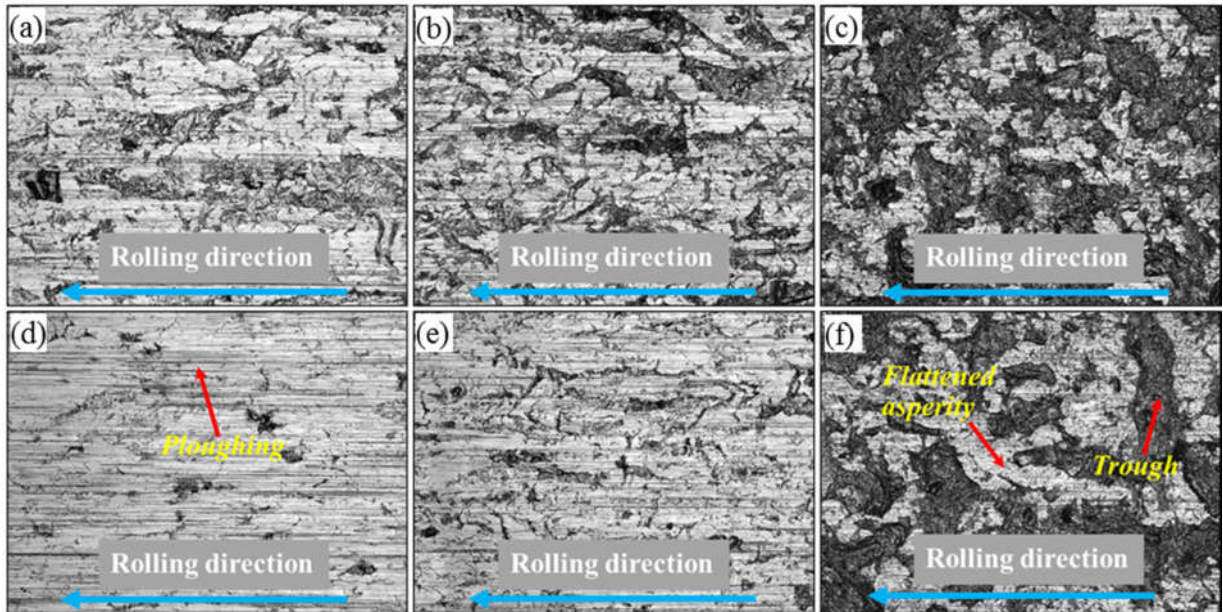 (a)
Rolling direction
(b)
Rolling direction
(c)
Rolling direction
(d)
Ploughing
Rolling direction
(e)
Rolling direction
(f)
Flattened
asperity
Trough
Rolling direction